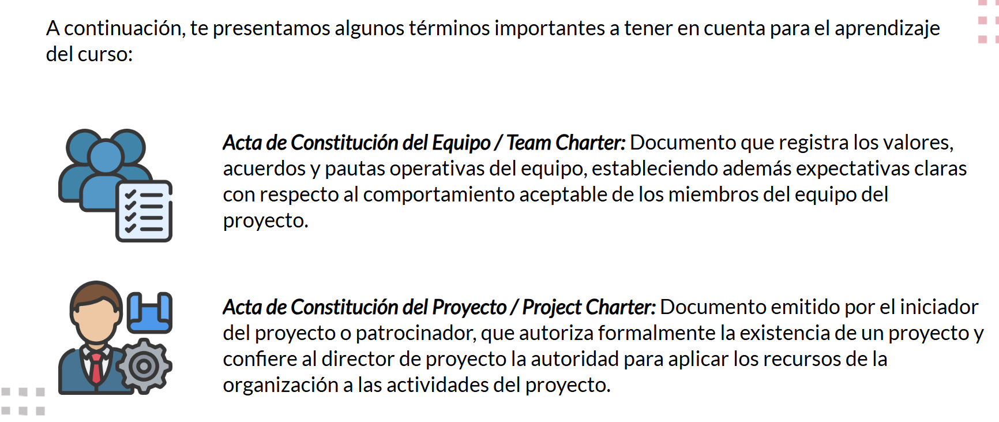 A continuación, te presentamos algunos términos importantes a tener en cuenta para el aprendizaje
del curso:
Acta de Constitución del Equipo / Team Charter: Documento que registra los valores,
acuerdos y pautas operativas del equipo, estableciendo además expectativas claras
con respecto al comportamiento aceptable de los miembros del equipo del
proyecto.
Acta de Constitución del Proyecto / Project Charter: Documento emitido por el iniciador
del proyecto o patrocinador, que autoriza formalmente la existencia de un proyecto y
confiere al director de proyecto la autoridad para aplicar los recursos de la
organización a las actividades del proyecto.